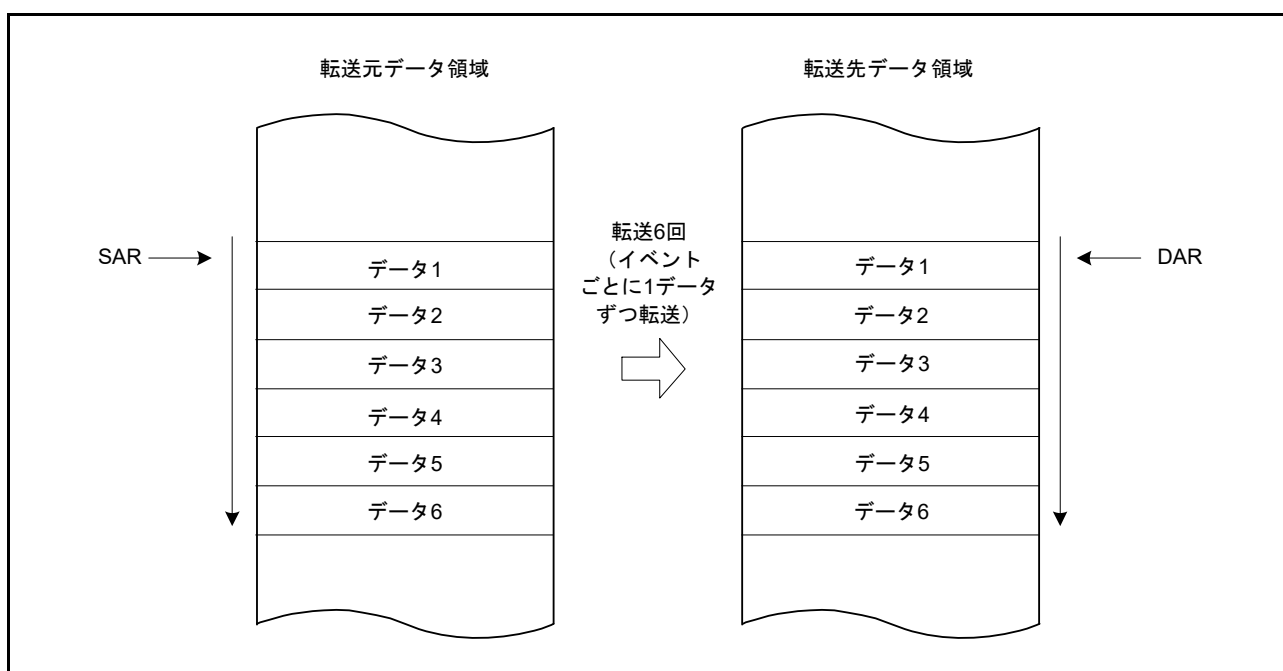 転送元データ領域
転送先データ領域
SAR
データ1
データ2
データ3
データ4
データ5
データ6
転送6回
（イベント
ごとに1データ
ずつ転送）
データ1
データ2
データ3
データ4
データ5
データ6
DAR